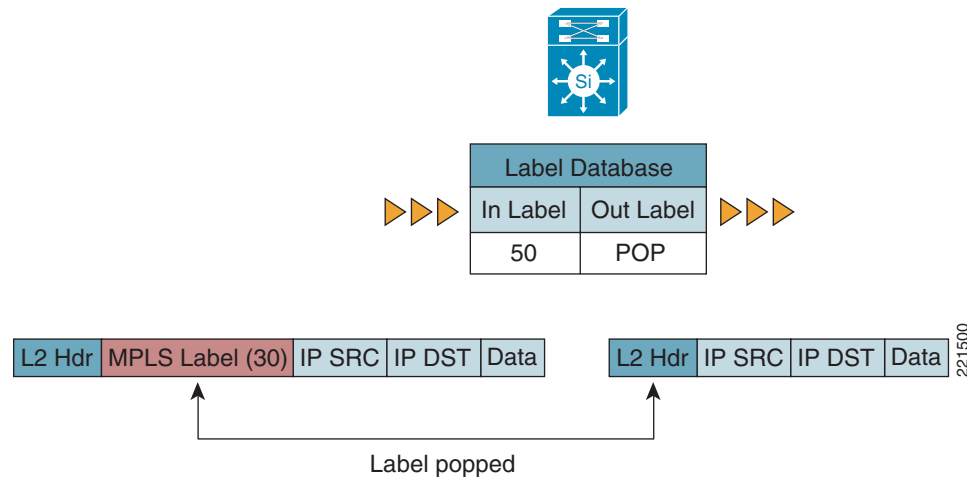 Si
Label Database
In Label Out Label
50 POP
L2 Hdr MPLS Label (30) IP SRC IP DST Data
L2 Hdr IP SRC IP DST Data
221500
Label popped